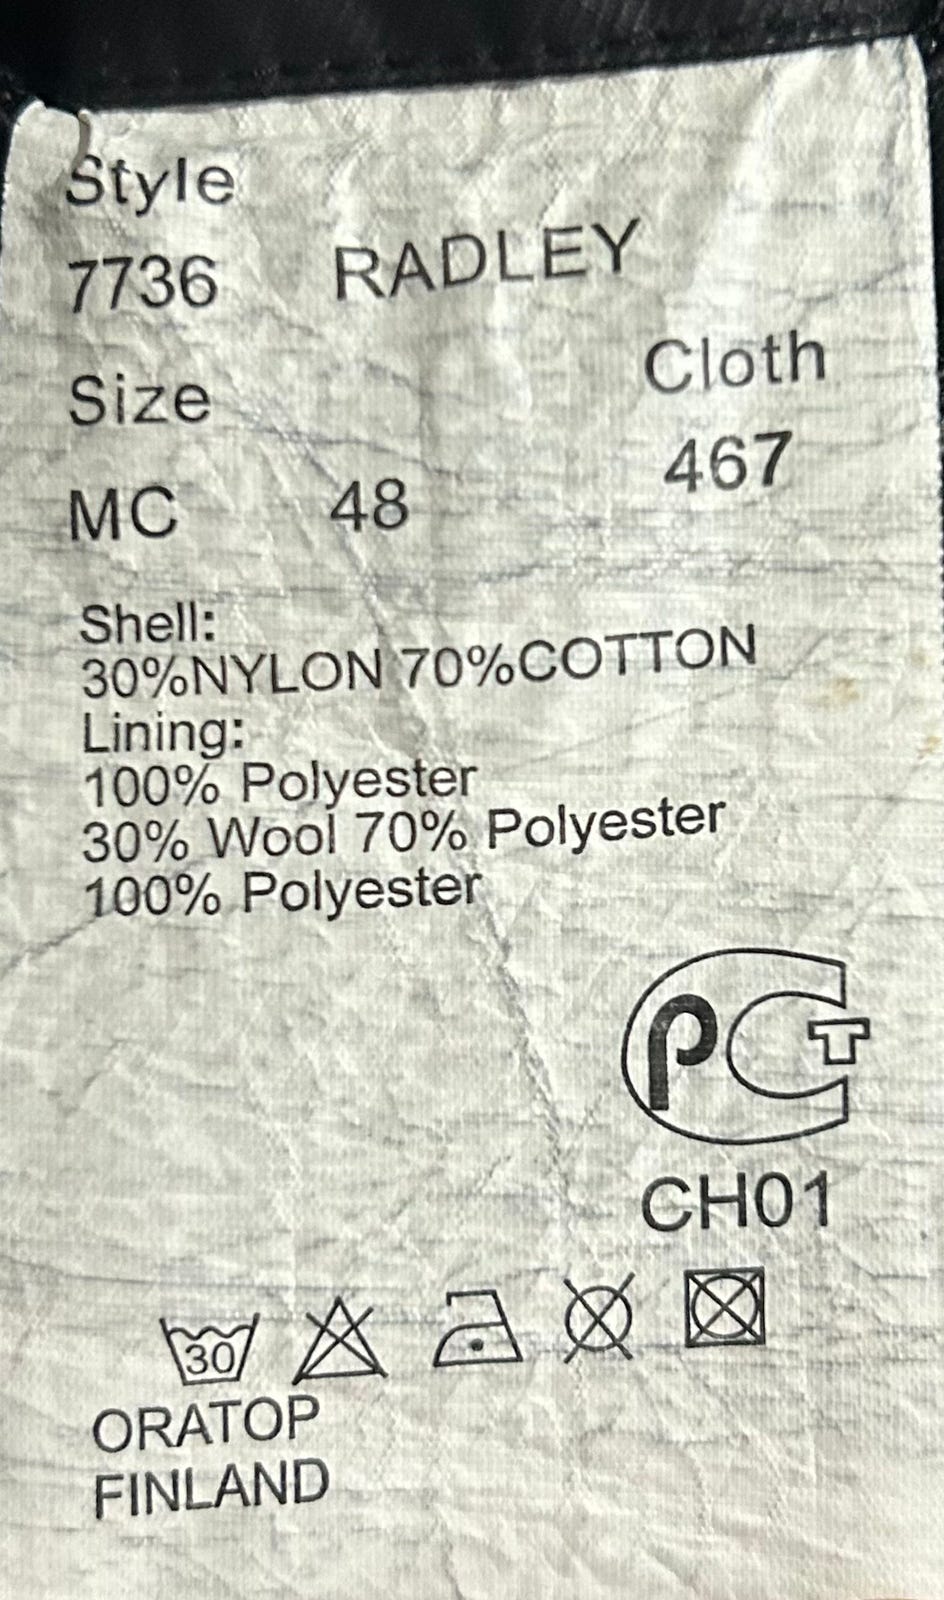 Style
7736 RADLEY
Size Cloth
MC 48 467
Shell:
30%NYLON 70%COTTON
Lining:
100% Polyester
30% Wool 70% Polyester
100% Polyester
РСТ
CH01
30
ORATOP
FINLAND